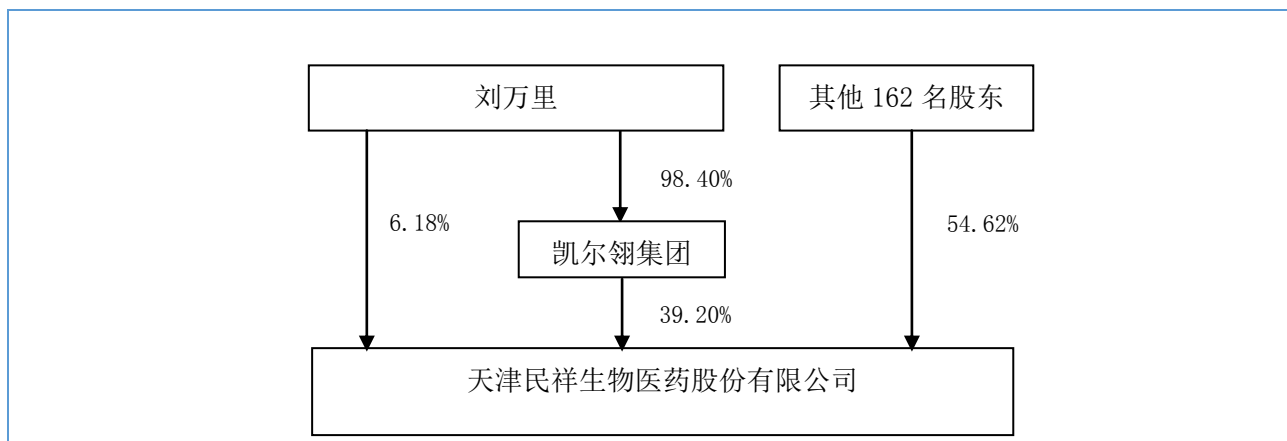 刘万里
其他 162 名股东
98.40%
6.18%
54.62%
凯尔翎集团
39.20%
天津民祥生物医药股份有限公司